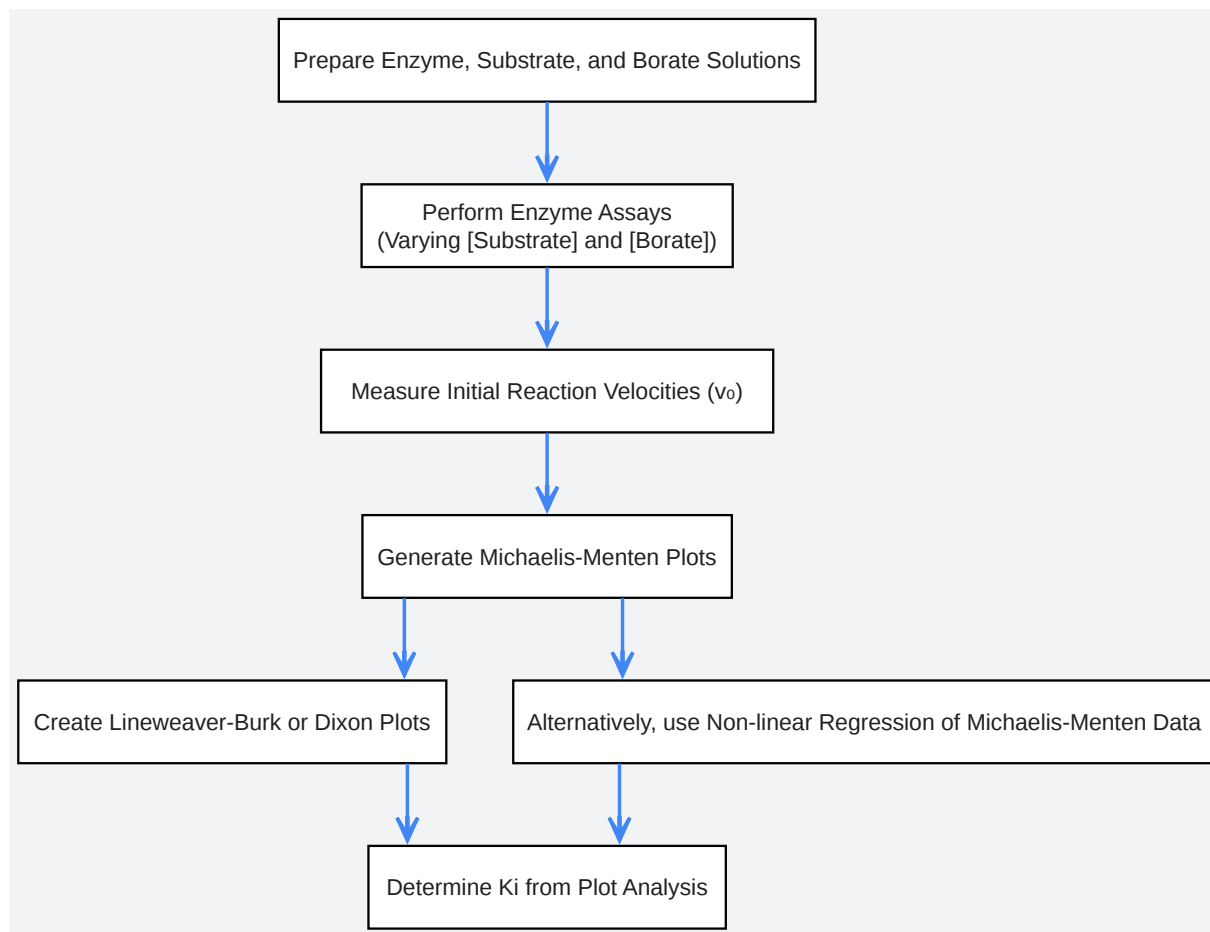 Prepare Enzyme, Substrate, and Borate Solutions
Perform Enzyme Assays
(Varying [Substrate] and [Borate])
Measure Initial Reaction Velocities (v₀)
Generate Michaelis-Menten Plots
Create Lineweaver-Burk or Dixon Plots
Alternatively, use Non-linear Regression of Michaelis-Menten Data
Determine Ki from Plot Analysis